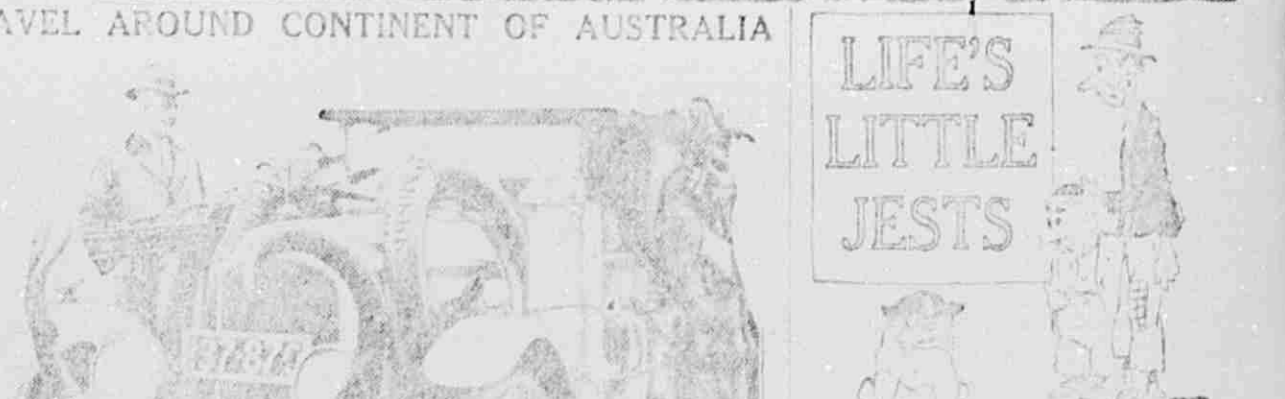 AVEL AROUND CONTINENT OF AUSTRALIA
LIFE'S
LITTLE
JESTS